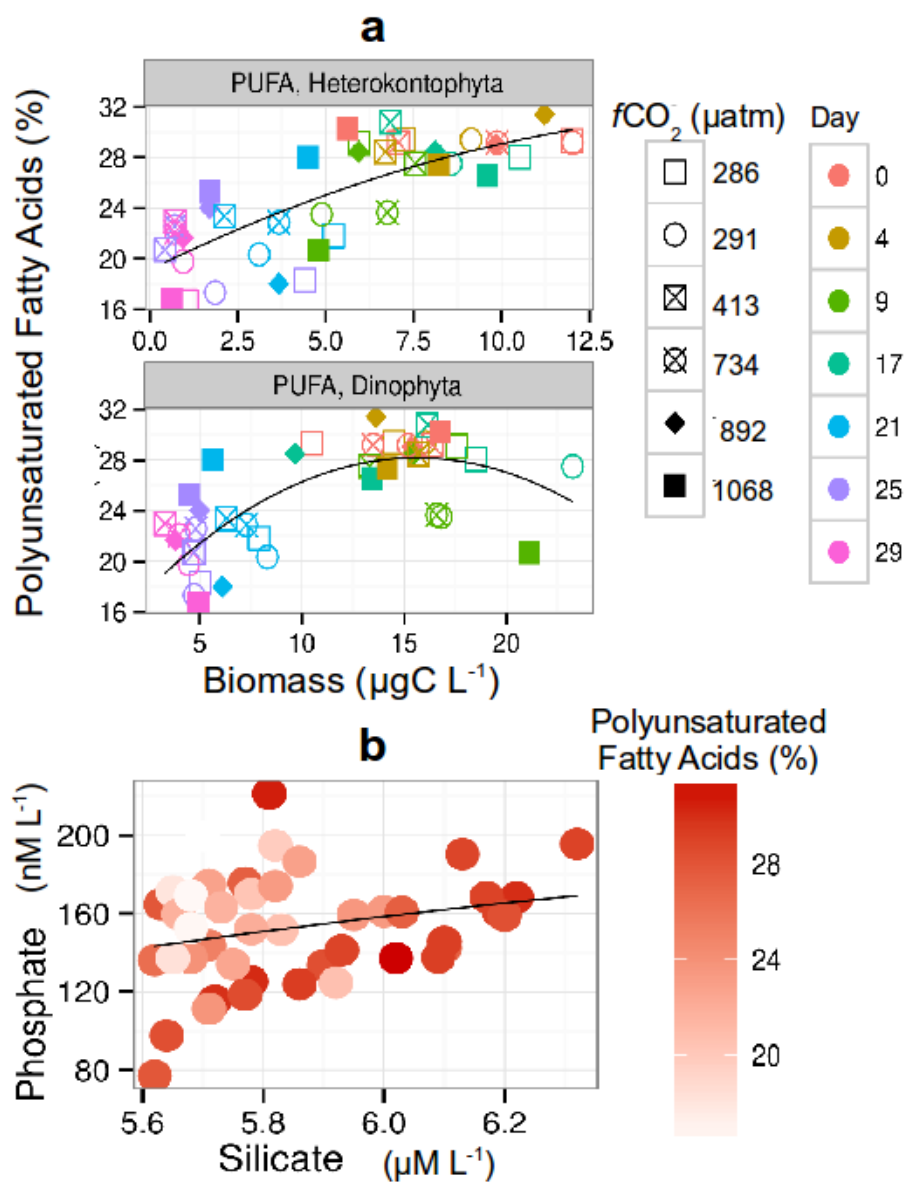 a
PUFA, Heterokontophyta
32
28
24
20
16
0.0 2.5 5.0 7.5 10.0 12.5
PUFA, Dinophyta
32
28
24
20
16
5 10 15 20
Biomass (µgC L-1)
Polyunsaturated Fatty Acids (%)
fCO2 (µatm)
286
291
413
734
892
1068
Day
0
4
9
17
21
25
29
b
200
160
120
80
5.6 5.8 6.0 6.2
Silicate (µM L-1)
Phosphate (nM L-1)
Polyunsaturated
Fatty Acids (%)
28
24
20